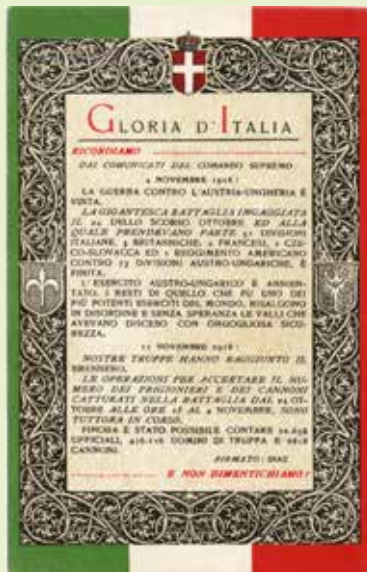 GLORIA D'ITALIA
RICORDIAMO
DAI COMUNICATI DEL COMANDO SUPREMO:
4 NOVEMBRE 1918:
LA GUERRA CONTRO L'AUSTRIA-UNGHERIA È
VINTA.
LA GIGANTESCA BATTAGLIA INGAGGIATA
IL 24 DELLO SCORSO OTTOBRE ED ALLA
QUALE PRENDEVANO PARTE 51 DIVISIONI
ITALIANE, 3 BRITANNICHE, 2 FRANCESI, 1 CZE-
CO-SLOVACCA ED 1 REGGIMENTO AMERICANO
CONTRO 73 DIVISIONI AUSTRO-UNGARICHE, È
FINITA.
L'ESERCITO AUSTRO-UNGARICO È ANNIEN-
TATO. I RESTI DI QUELLO CHE FU UNO DEI
PIÙ POTENTI ESERCITI DEL MONDO, RISALGONO
IN DISORDINE E SENZA SPERANZA LE VALLI CHE
AVEVANO DISCESO CON ORGOGLIOSA SICU-
REZZA.
11 NOVEMBRE 1918:
NOSTRE TRUPPE HANNO RAGGIUNTO IL
BRENNERO.
LE OPERAZIONI PER ACCERTARE IL NU-
MERO DEI PRIGIONIERI E DEI CANNONI
CATTURATI NELLA BATTAGLIA DAL 24 OT-
TOBRE ALLE ORE 15 AL 4 NOVEMBRE, SONO
TUTTORA IN CORSO.
FINORA È STATO POSSIBILE CONTARE
UFFICIALI, UOMINI DI TRUPPA E
CANNONI.
FIRMATO: DIAZ
E NON DIMENTICHIAMO!